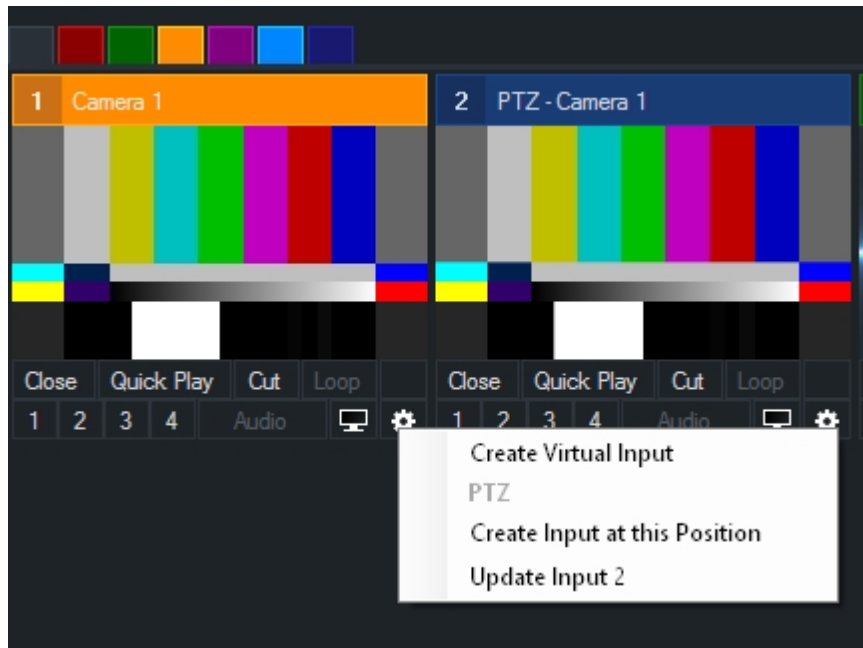 1 Camera 1
2 PTZ - Camera 1
Close Quick Play Cut Loop
Close Quick Play Cut Loop
1 2 3 4 Audio
1 2 3 4 Audio
Create Virtual Input
PTZ
Create Input at this Position
Update Input 2